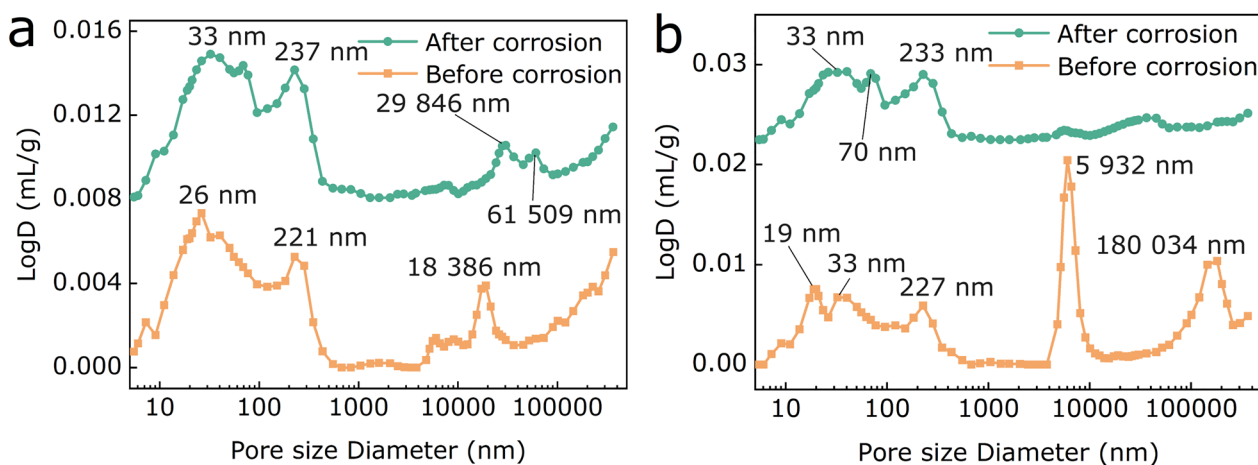 a
0.016
0.012
0.008
0.004
0.000
LogD (mL/g)
33 nm
237 nm
After corrosion
Before corrosion
29 846 nm
61 509 nm
26 nm
221 nm
18 386 nm
10
100
1000
10000
100000
Pore size Diameter (nm)
b
0.03
0.02
0.01
0.00
LogD (mL/g)
33 nm
233 nm
After corrosion
Before corrosion
70 nm
5 932 nm
19 nm
33 nm
227 nm
180 034 nm
10
100
1000
10000
100000
Pore size Diameter (nm)